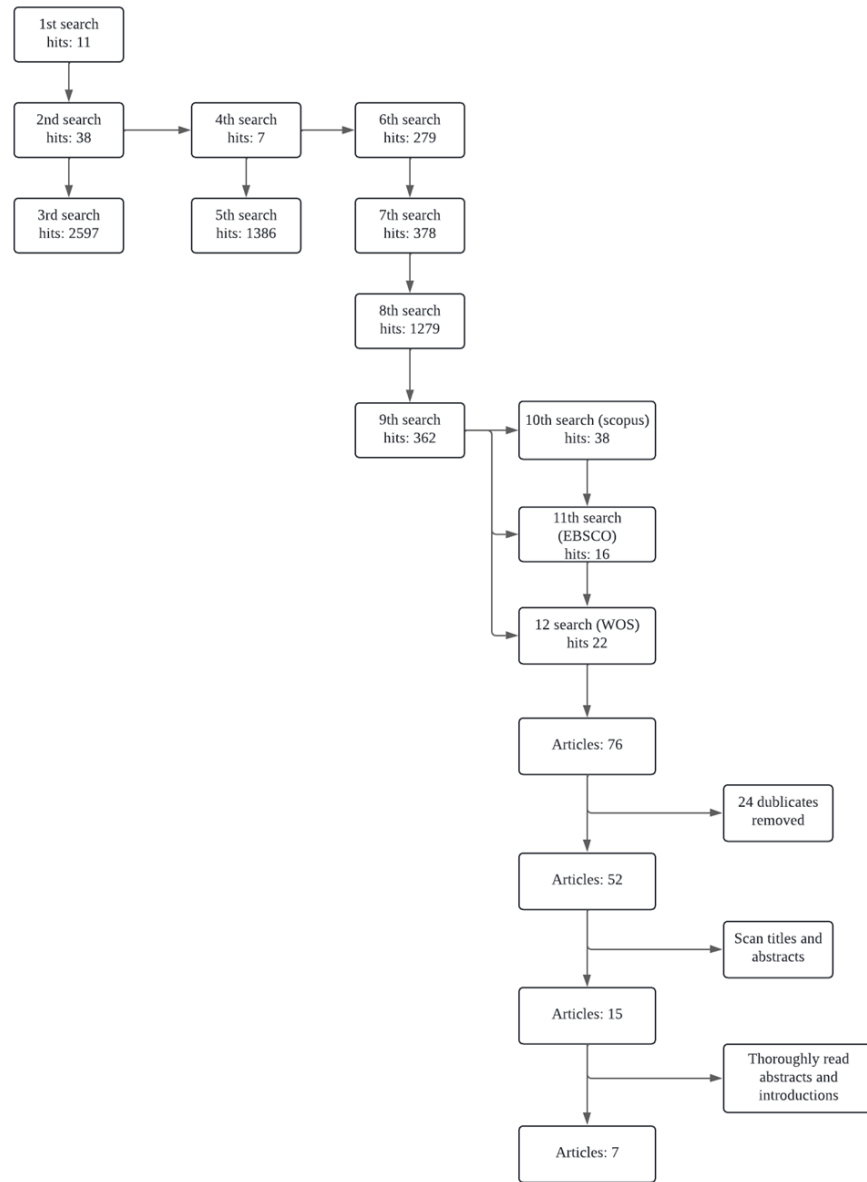 1st search
hits: 11
2nd search
hits: 38
4th search
hits: 7
6th search
hits: 279
3rd search
hits: 2597
5th search
hits: 1386
7th search
hits: 378
8th search
hits: 1279
9th search
hits: 362
10th search (scopus)
hits: 38
11th search
(EBSCO)
hits: 16
12 search (WOS)
hits 22
Articles: 76
24 dublicates
removed
Articles: 52
Scan titles and
abstracts
Articles: 15
Thoroughly read
abstracts and
introductions
Articles: 7